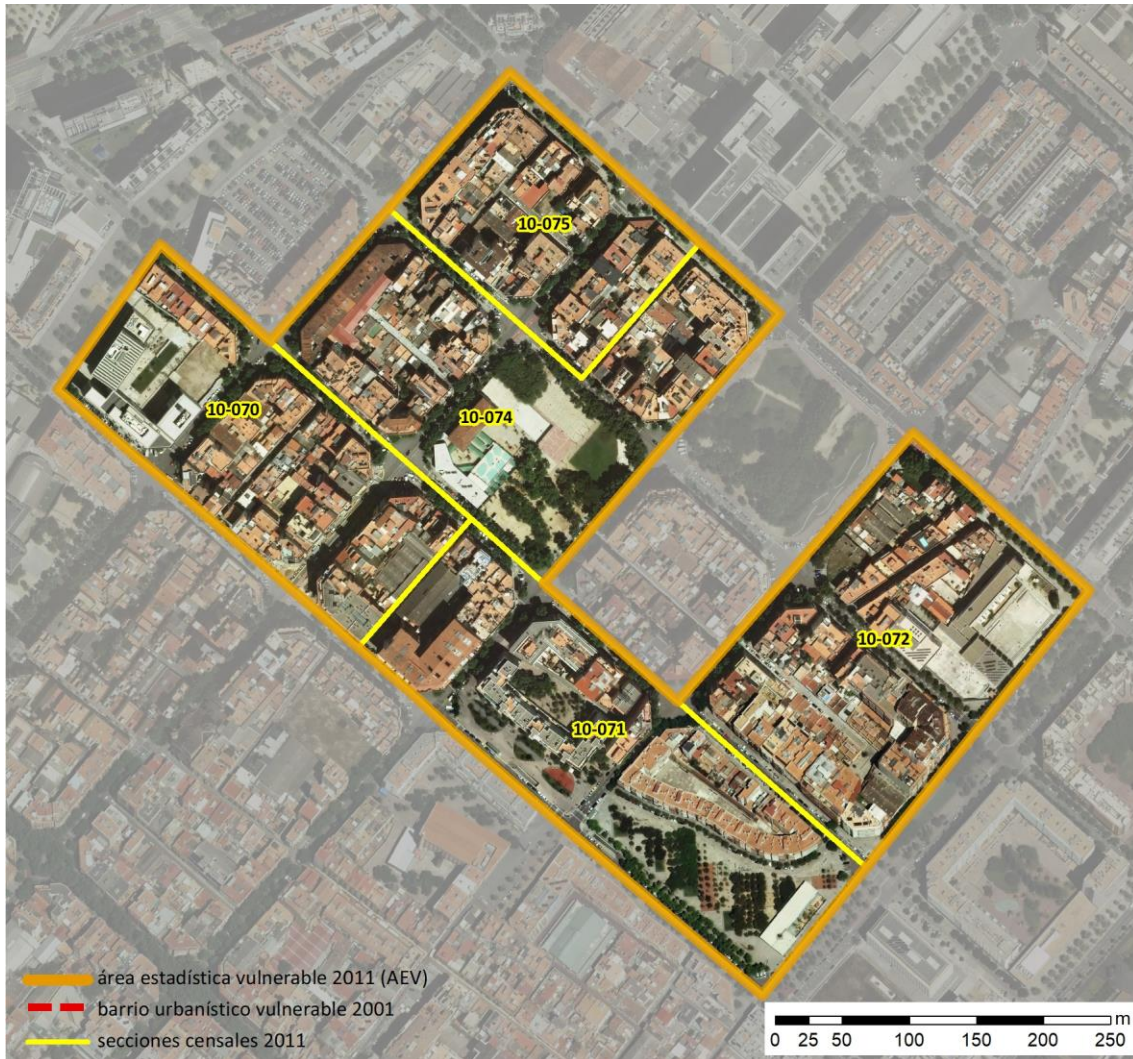 10-075
10-074
10-070
10-072
10-071
área estadística vulnerable 2011 (AEV)
barrio urbanístico vulnerable 2001
secciones censales 2011
m
0 25 50 100 150 200 250